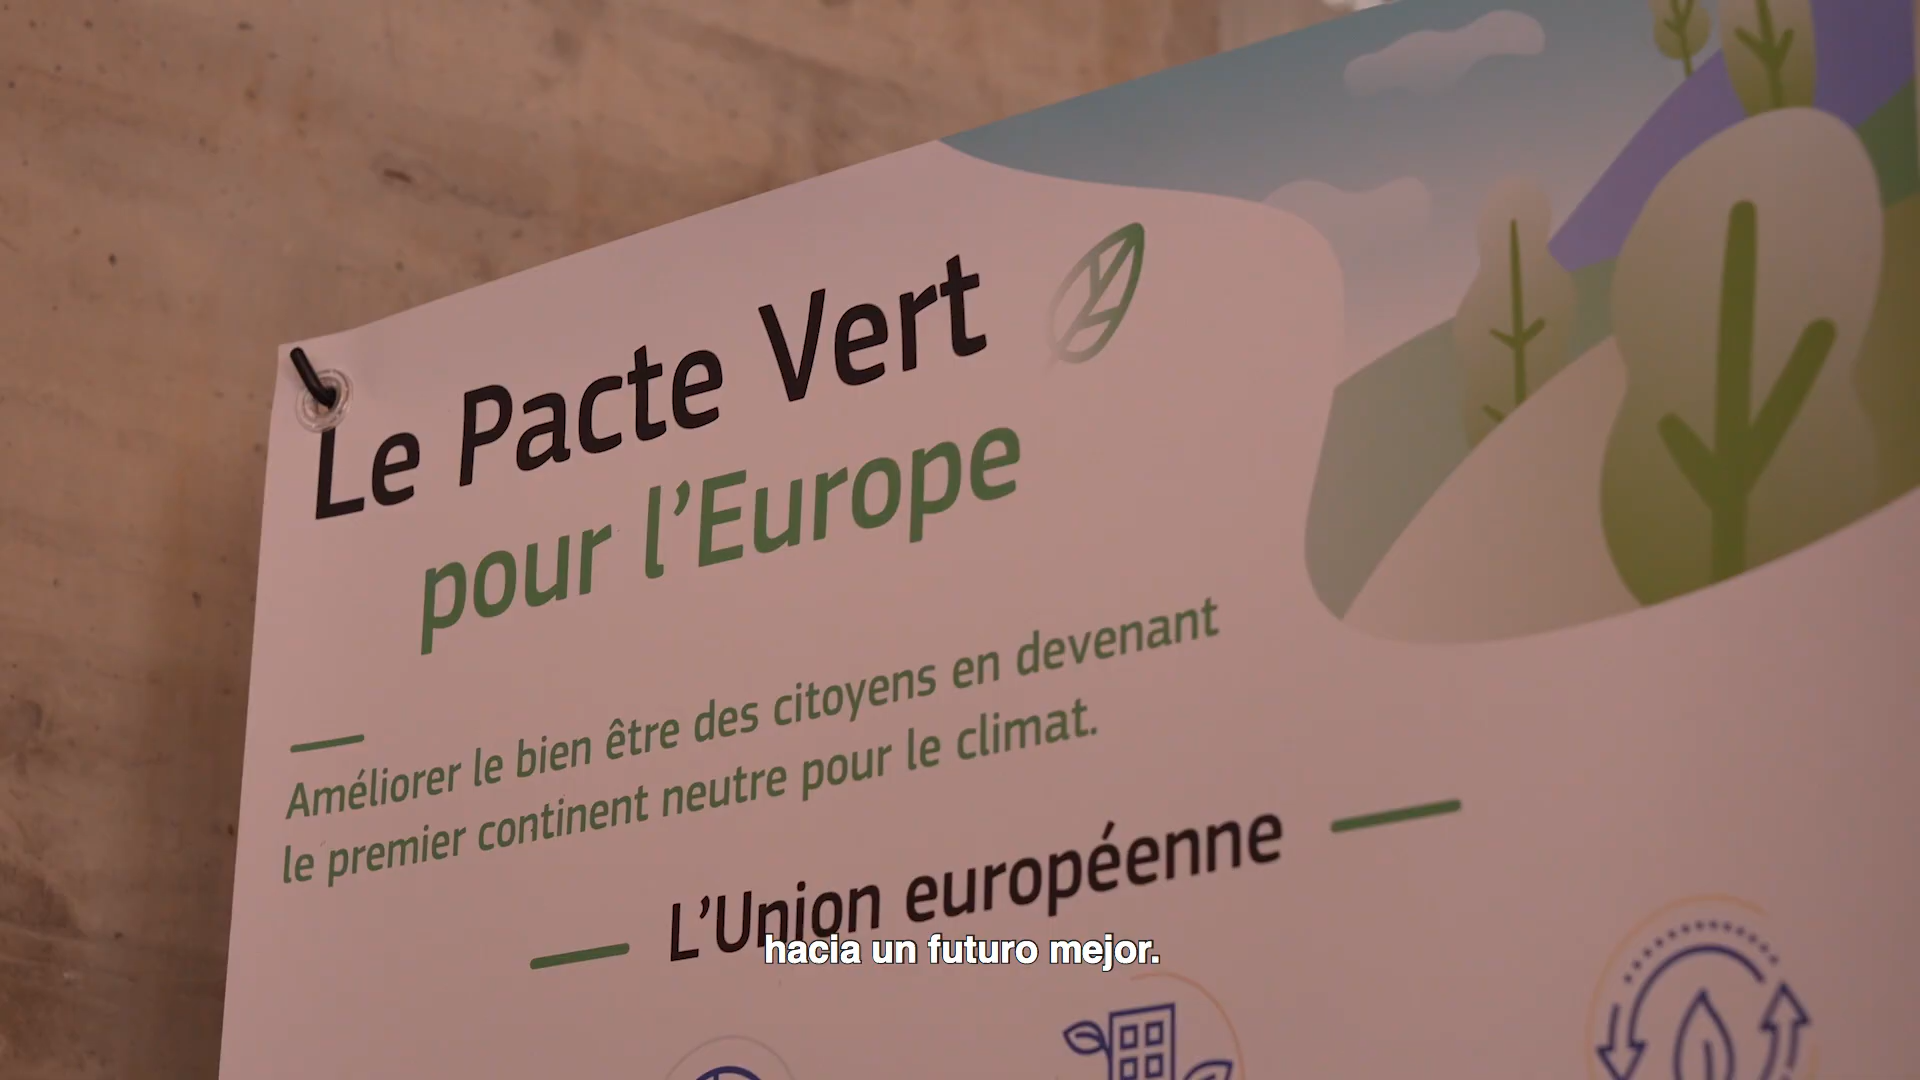 Le Pacte Vert
pour l'Europe
Améliorer le bien être des citoyens en devenant
le premier continent neutre pour le climat.
L'Union européenne
hacia un futuro mejor.